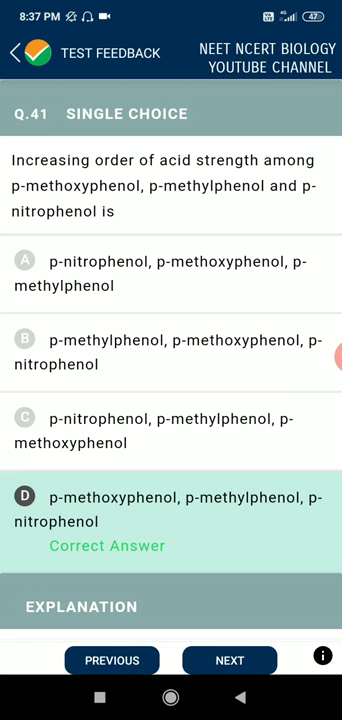 8:37 PM 4G 47
TEST FEEDBACK
NEET NCERT BIOLOGY
YOUTUBE CHANNEL
Q.41 SINGLE CHOICE
Increasing order of acid strength among
p-methoxyphenol, p-methylphenol and p-
nitrophenol is
A p-nitrophenol, p-methoxyphenol, p-
methylphenol
B p-methylphenol, p-methoxyphenol, p-
nitrophenol
C p-nitrophenol, p-methylphenol, p-
methoxyphenol
D p-methoxyphenol, p-methylphenol, p-
nitrophenol
Correct Answer
EXPLANATION
PREVIOUS NEXT